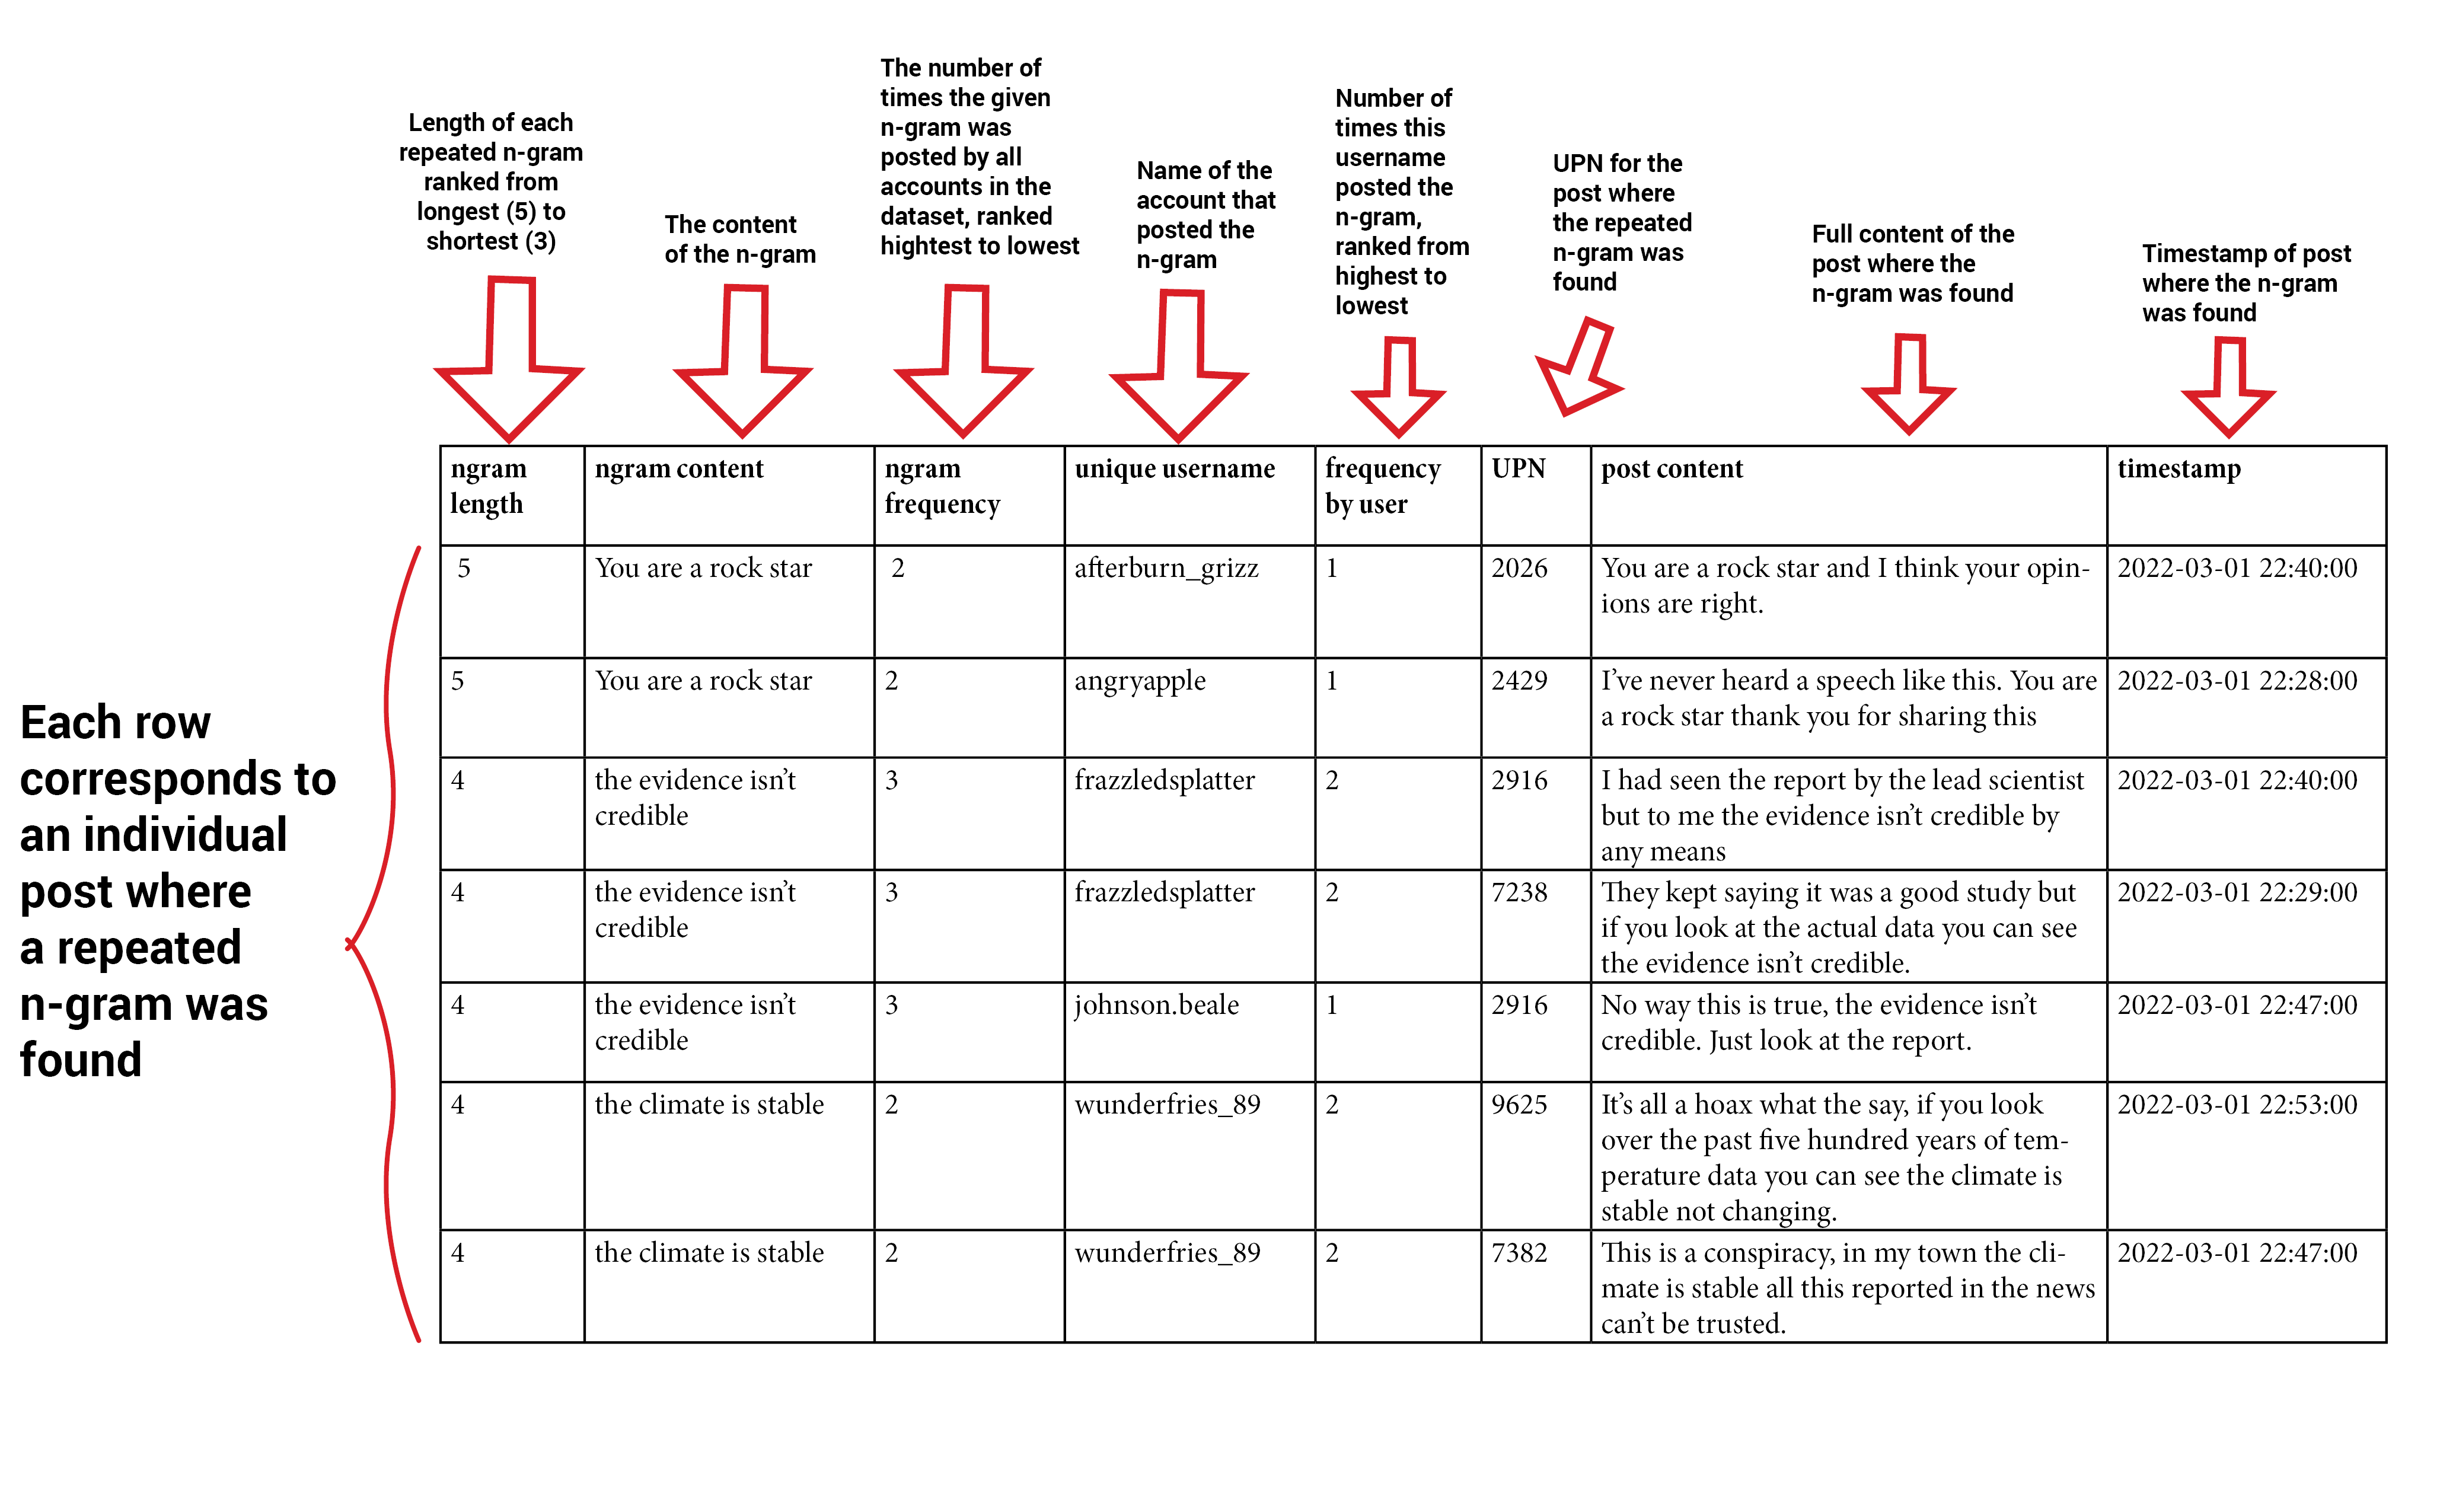 Length of each
repeated n-gram
ranked from
longest (5) to
shortest (3)
The content
of the n-gram
The number of
times the given
n-gram was
posted by all
accounts in the
dataset, ranked
hightest to lowest
Name of the
account that
posted the
n-gram
Number of
times this
username
posted the
n-gram,
ranked from
highest to
lowest
UPN for the
post where
the repeated
n-gram was
found
Full content of the
post where the
n-gram was found
Timestamp of post
where the n-gram
was found
Each row
corresponds to
an individual
post where
a repeated
n-gram was
found
ngram
length
ngram content
ngram
frequency
unique username
frequency
by user
UPN
post content
timestamp
5
You are a rock star
2
afterburn_grizz
1
2026
You are a rock star and I think your opin-
ions are right.
2022-03-01 22:40:00
5
You are a rock star
2
angryapple
1
2429
I’ve never heard a speech like this. You are
a rock star thank you for sharing this
2022-03-01 22:28:00
4
the evidence isn’t
credible
3
frazzledsplatter
2
2916
I had seen the report by the lead scientist
but to me the evidence isn’t credible by
any means
2022-03-01 22:40:00
4
the evidence isn’t
credible
3
frazzledsplatter
2
7238
They kept saying it was a good study but
if you look at the actual data you can see
the evidence isn’t credible.
2022-03-01 22:29:00
4
the evidence isn’t
credible
3
johnson.beale
1
2916
No way this is true, the evidence isn’t
credible. Just look at the report.
2022-03-01 22:47:00
4
the climate is stable
2
wunderfries_89
2
9625
It’s all a hoax what the say, if you look
over the past five hundred years of tem-
perature data you can see the climate is
stable not changing.
2022-03-01 22:53:00
4
the climate is stable
2
wunderfries_89
2
7382
This is a conspiracy, in my town the cli-
mate is stable all this reported in the news
can’t be trusted.
2022-03-01 22:47:00